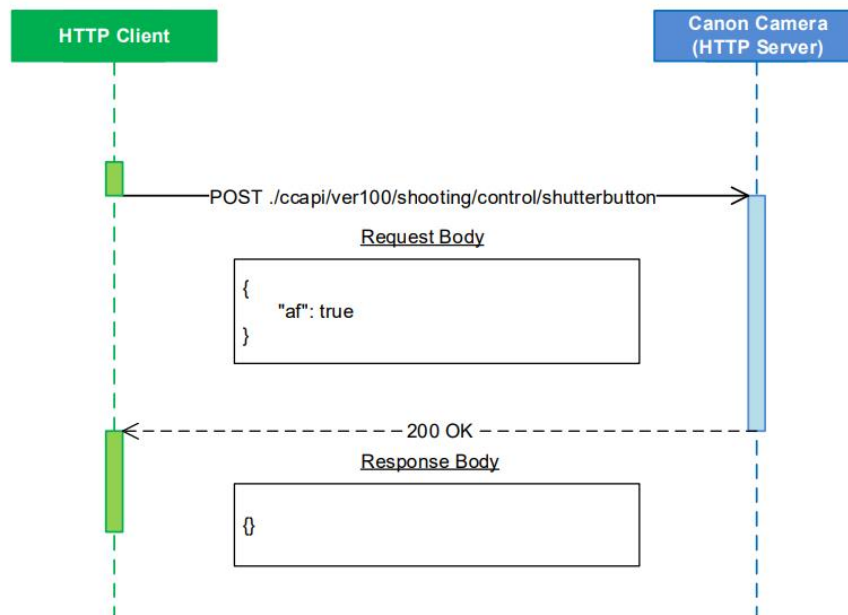 HTTP Client
Canon Camera
(HTTP Server)
POST ./ccapi/ver100/shooting/control/shutterbutton
Request Body
{
"af": true
}
200 OK
Response Body
{}